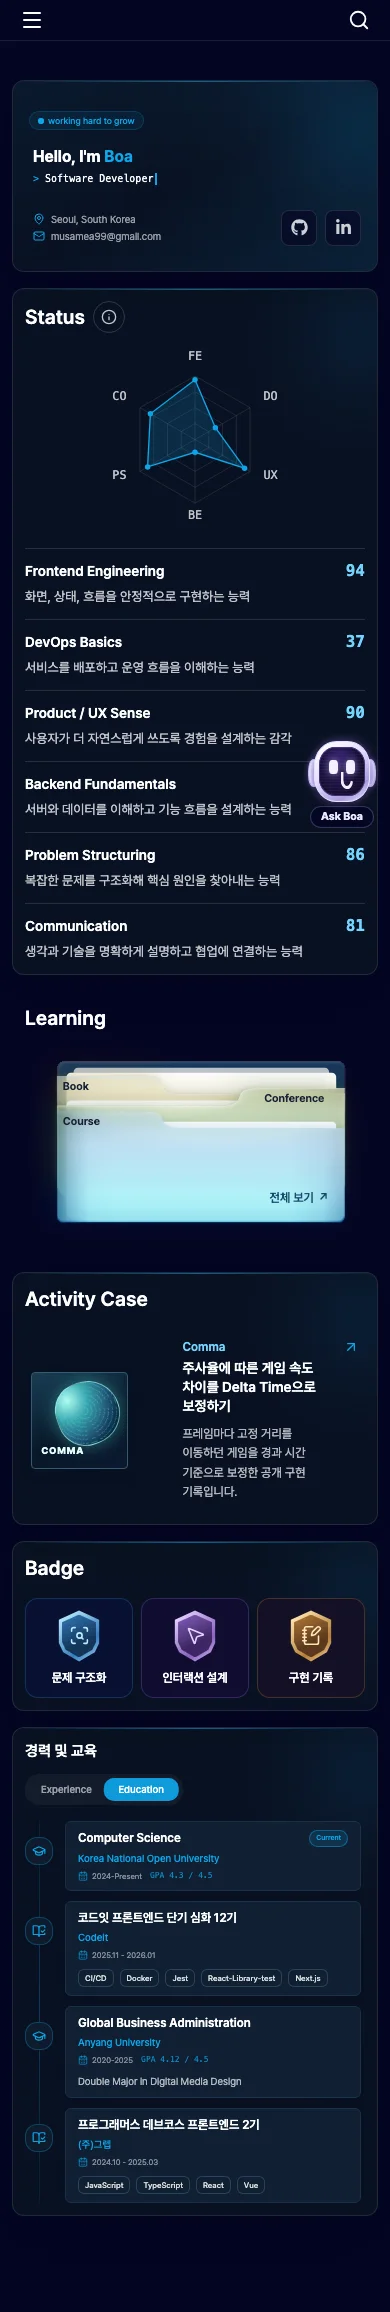 working hard to grow
Hello, I'm Boa
> Software Developer
Seoul, South Korea
musamea99@gmail.com
Status
FE
CO
DO
PS
UX
BE
Frontend Engineering 94
화면, 상태, 흐름을 안정적으로 구현하는 능력
DevOps Basics 37
서비스를 배포하고 운영 흐름을 이해하는 능력
Product / UX Sense 90
사용자가 더 자연스럽게 쓰도록 경험을 설계하는 감각
Backend Fundamentals
서버와 데이터를 이해하고 기능 흐름을 설계하는 능력
Ask Boa
Problem Structuring 86
복잡한 문제를 구조화해 핵심 원인을 찾아내는 능력
Communication 81
생각과 기술을 명확하게 설명하고 협업에 연결하는 능력
Learning
Book
Conference
Course
전체 보기 ↗
Activity Case
Comma
주사율에 따른 게임 속도
차이를 Delta Time으로
보정하기
프레임마다 고정 거리를
이동하던 게임을 경과 시간
기준으로 보정한 공개 구현
기록입니다.
COMMA
Badge
문제 구조화
인터랙션 설계
구현 기록
경력 및 교육
Experience Education
Computer Science Current
Korea National Open University
2024-Present GPA 4.3 / 4.5
코드잇 프론트엔드 단기 심화 12기
Codeit
2025.11 - 2026.01
CI/CD Docker Jest React-Library-test Next.js
Global Business Administration
Anyang University
2020-2025 GPA 4.12 / 4.5
Double Major in Digital Media Design
프로그래머스 데브코스 프론트엔드 2기
(주)그렙
2024.10 - 2025.03
JavaScript TypeScript React Vue